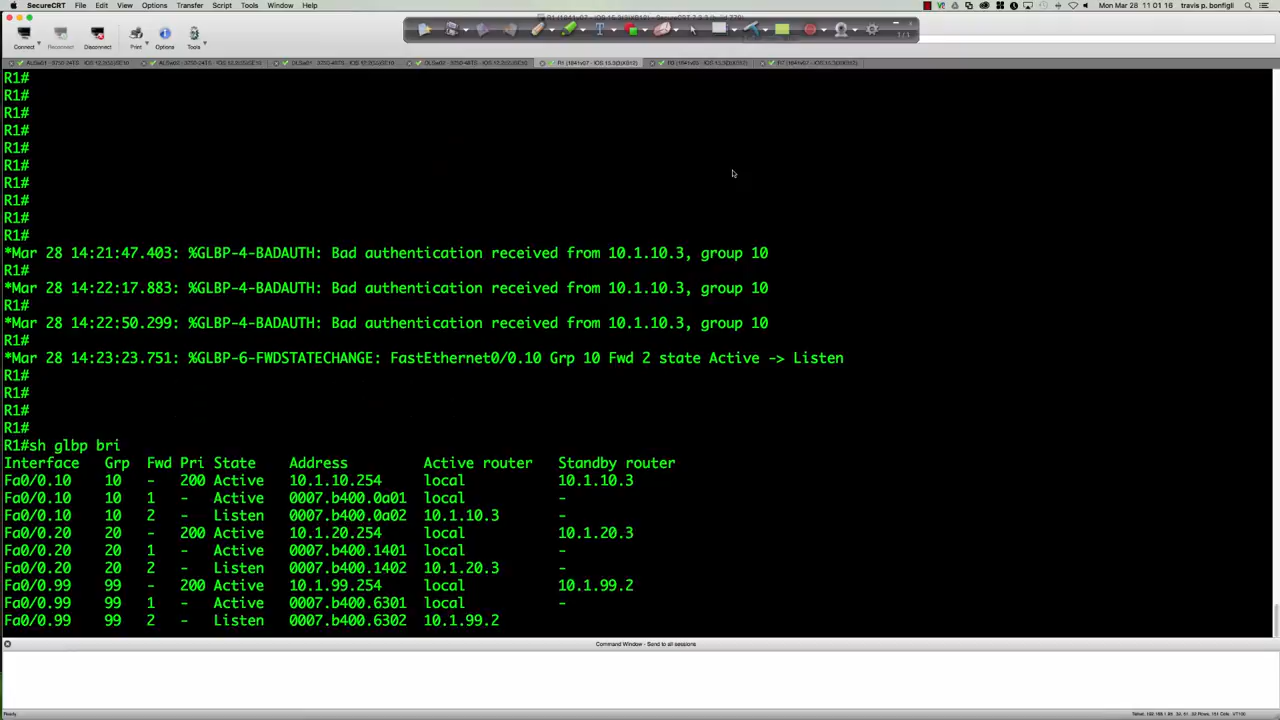 SecureCRT File Edit View Options Transfer Script Tools Window Help
Mon Mar 28 11 01 16 travis p. bonfigli
Connect Reconnect Disconnect Print Options Tools
1/1
R1#
R1#
R1#
R1#
R1#
R1#
R1#
R1#
R1#
R1#
*Mar 28 14:21:47.403: %GLBP-4-BADAUTH: Bad authentication received from 10.1.10.3, group 10
R1#
*Mar 28 14:22:17.883: %GLBP-4-BADAUTH: Bad authentication received from 10.1.10.3, group 10
R1#
*Mar 28 14:22:50.299: %GLBP-4-BADAUTH: Bad authentication received from 10.1.10.3, group 10
R1#
*Mar 28 14:23:23.751: %GLBP-6-FWDSTATECHANGE: FastEthernet0/0.10 Grp 10 Fwd 2 state Active -> Listen
R1#
R1#
R1#
R1#
R1#sh glbp bri
Interface Grp Fwd Pri State Address Active router Standby router
Fa0/0.10 10 - 200 Active 10.1.10.254 local 10.1.10.3
Fa0/0.10 10 1 - Active 0007.b400.0a01 local -
Fa0/0.10 10 2 - Listen 0007.b400.0a02 10.1.10.3 -
Fa0/0.20 20 - 200 Active 10.1.20.254 local 10.1.20.3
Fa0/0.20 20 1 - Active 0007.b400.1401 local -
Fa0/0.20 20 2 - Listen 0007.b400.1402 10.1.20.3 -
Fa0/0.99 99 - 200 Active 10.1.99.254 local 10.1.99.2
Fa0/0.99 99 1 - Active 0007.b400.6301 local -
Fa0/0.99 99 2 - Listen 0007.b400.6302 10.1.99.2
Command Window - Send to all sessions
Ready